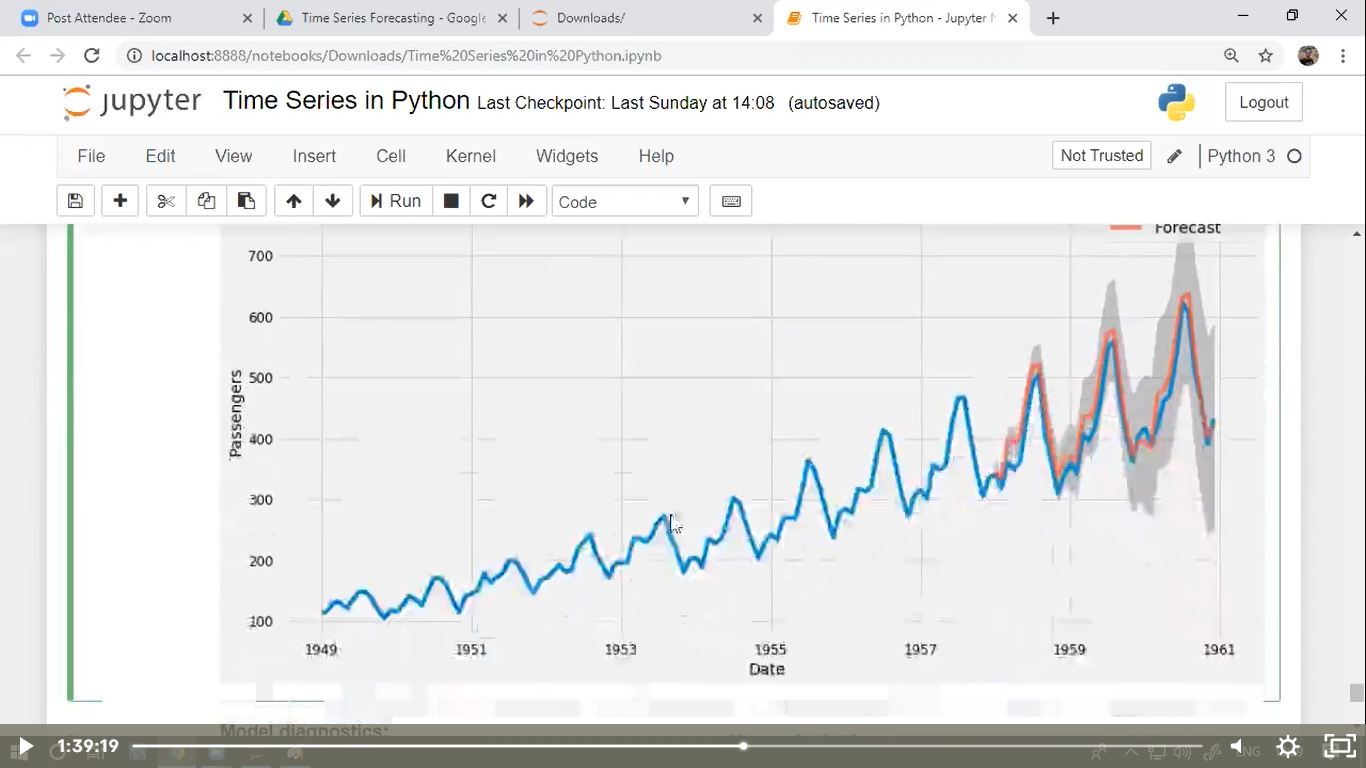 Post Attendee - Zoom
Time Series Forecasting - Google
Downloads/
Time Series in Python - Jupyter N
localhost:8888/notebooks/Downloads/Time%20Series%20in%20Python.ipynb
jupyter Time Series in Python Last Checkpoint: Last Sunday at 14:08 (autosaved)
Logout
File Edit View Insert Cell Kernel Widgets Help
Not Trusted
Python 3
Run
Code
Forecast
700
600
500
400
300
200
100
Passengers
1949 1951 1953 1955 1957 1959 1961
Date
Model diagnostics:
1:39:19
ENG